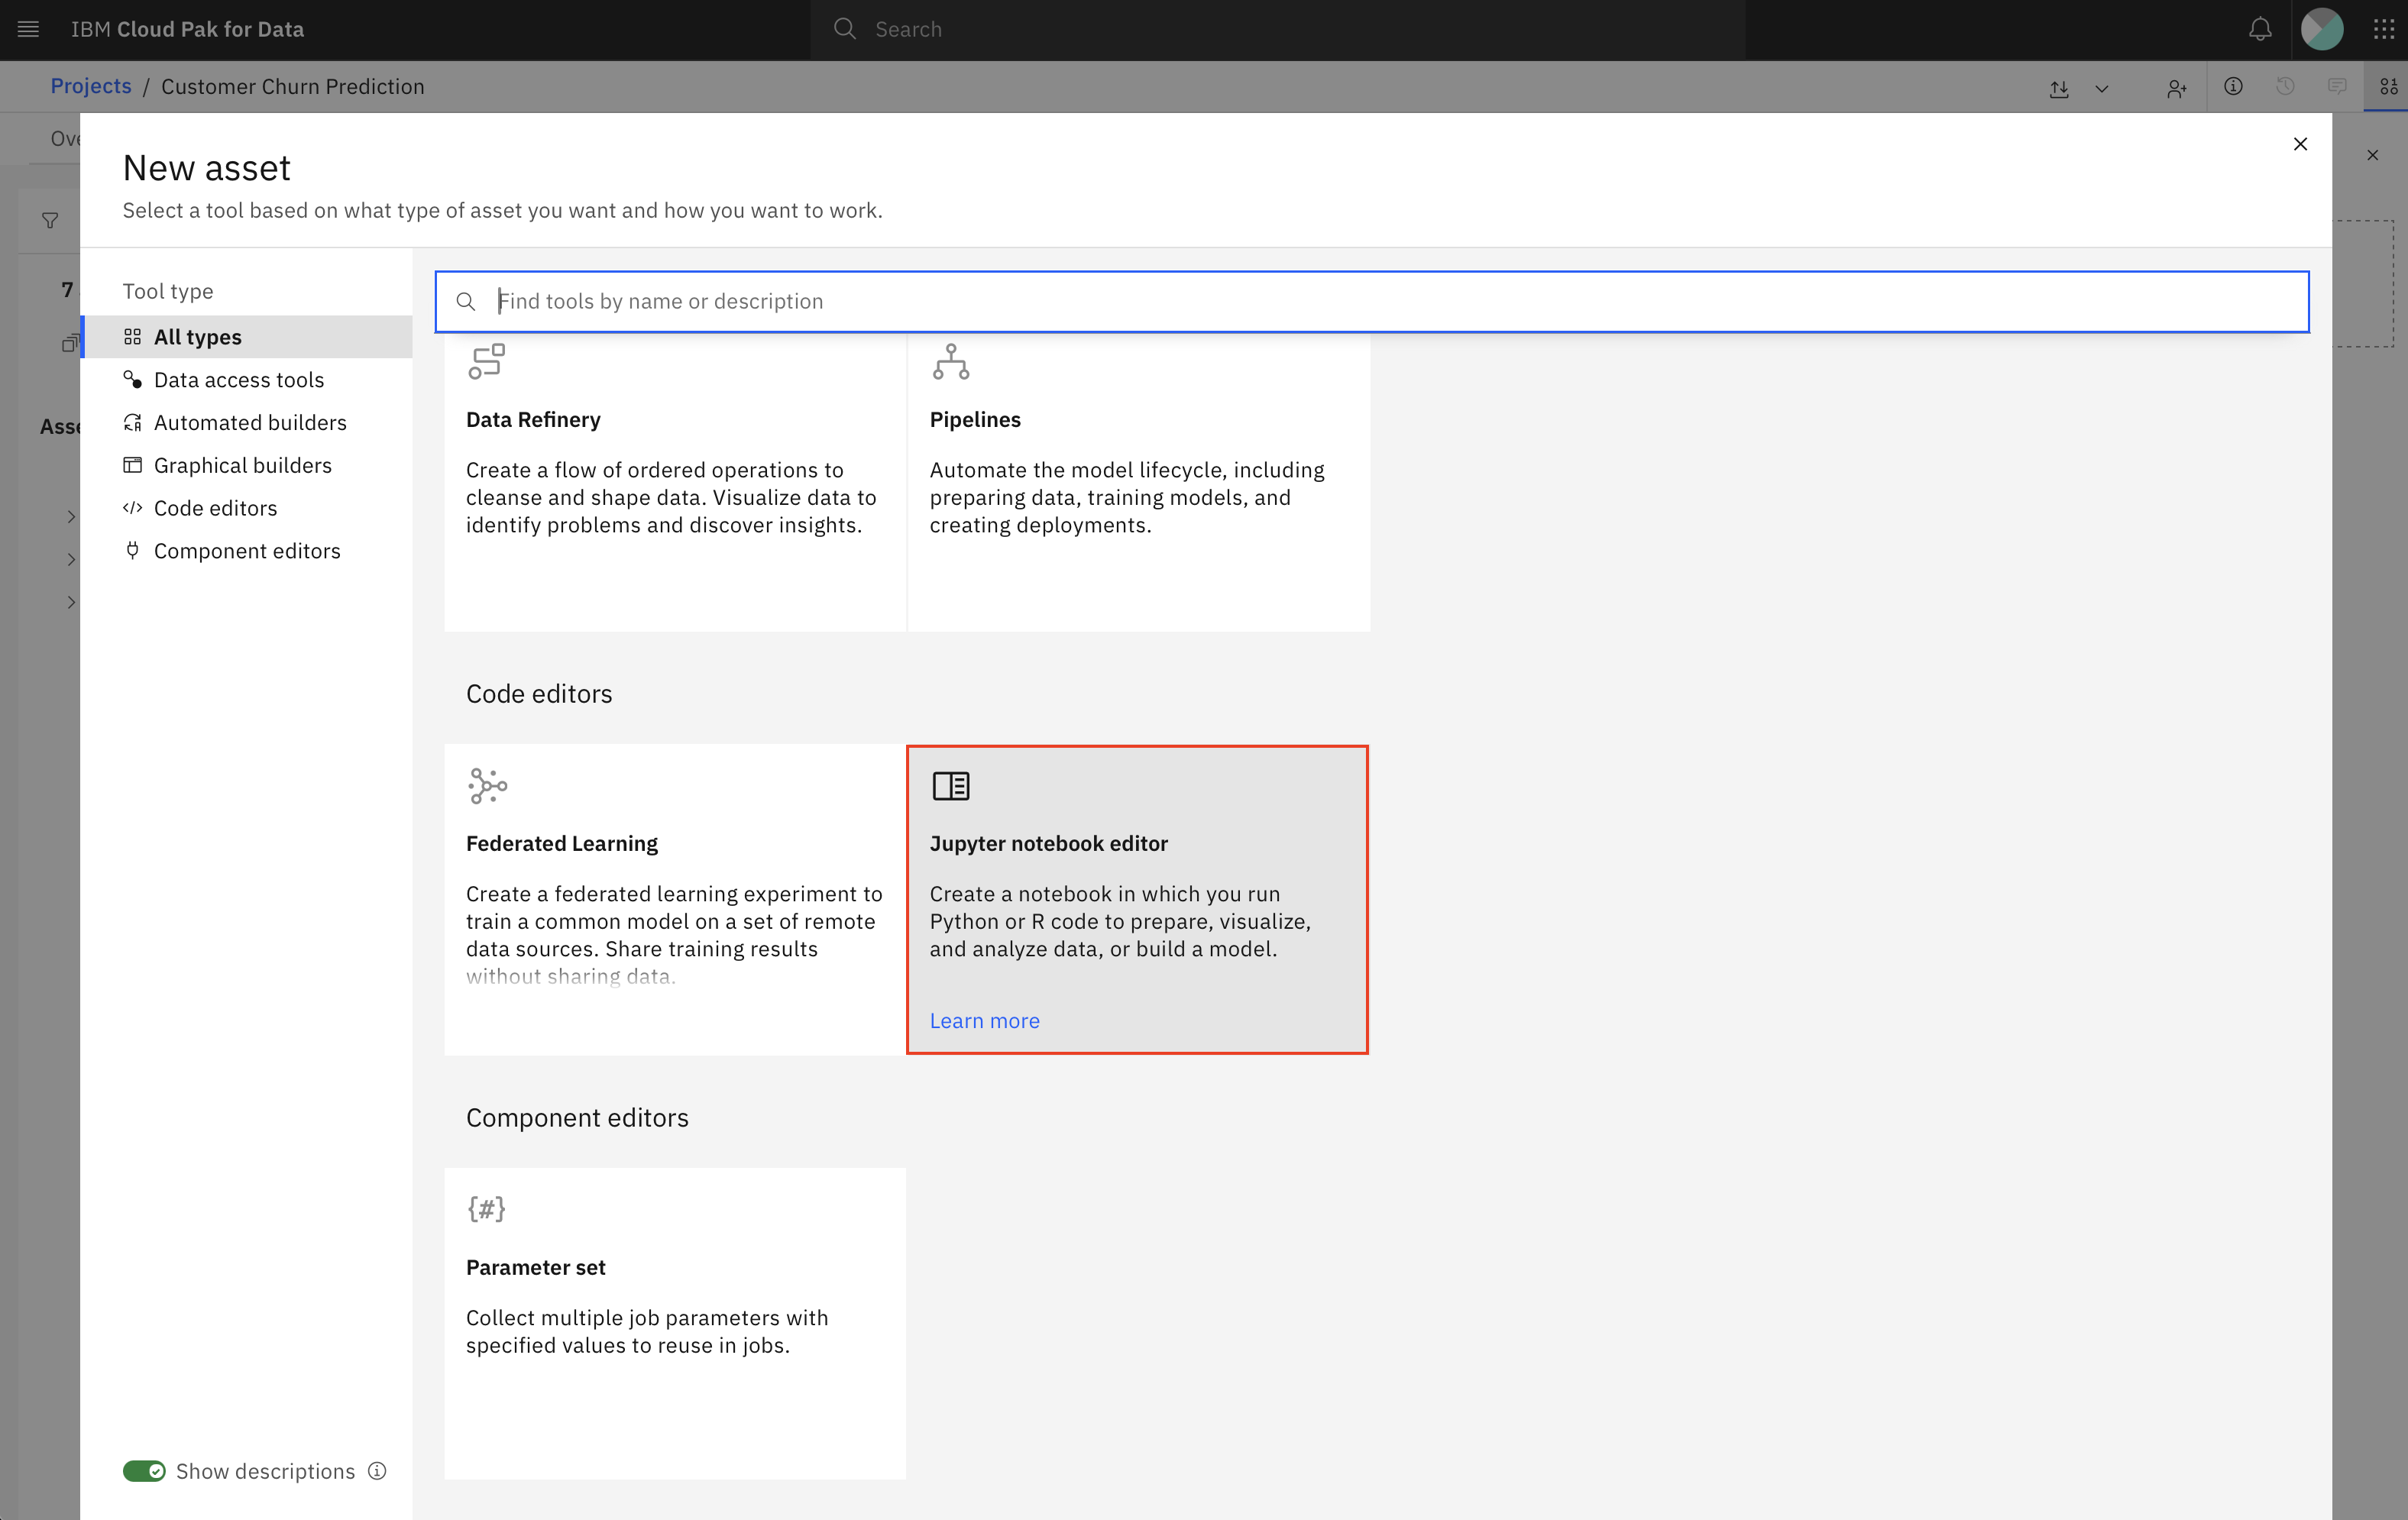 IBM Cloud Pak for Data
Search
Projects / Customer Churn Prediction
Ove
New asset
Select a tool based on what type of asset you want and how you want to work.
7
Asse
Tool type
All types
Data access tools
Automated builders
Graphical builders
Code editors
Component editors
Show descriptions
Find tools by name or description
Data Refinery
Create a flow of ordered operations to
cleanse and shape data. Visualize data to
identify problems and discover insights.
Pipelines
Automate the model lifecycle, including
preparing data, training models, and
creating deployments.
Code editors
Federated Learning
Create a federated learning experiment to
train a common model on a set of remote
data sources. Share training results
without sharing data.
Jupyter notebook editor
Create a notebook in which you run
Python or R code to prepare, visualize,
and analyze data, or build a model.
Learn more
Component editors
{#}
Parameter set
Collect multiple job parameters with
specified values to reuse in jobs.